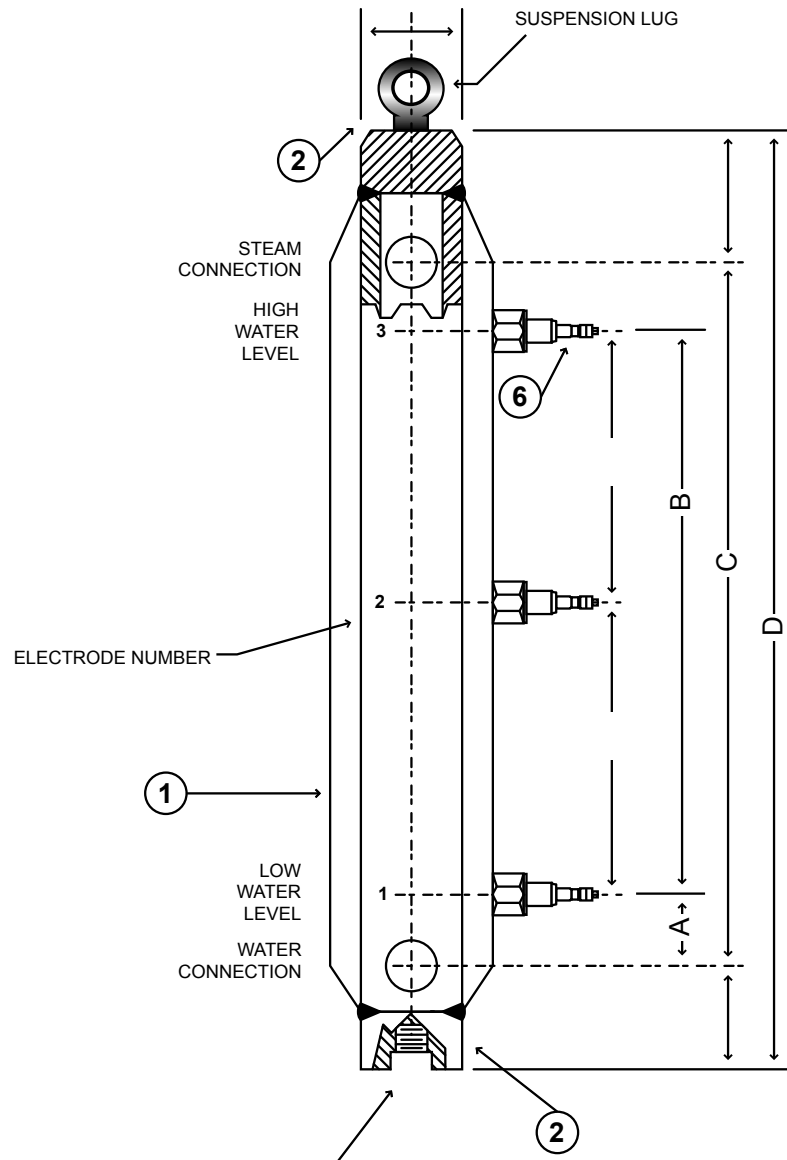 SUSPENSION LUG
2
STEAM
CONNECTION
HIGH
WATER
LEVEL
3
6
B
C
2
D
ELECTRODE NUMBER
1
LOW
WATER
LEVEL
1
A
WATER
CONNECTION
2